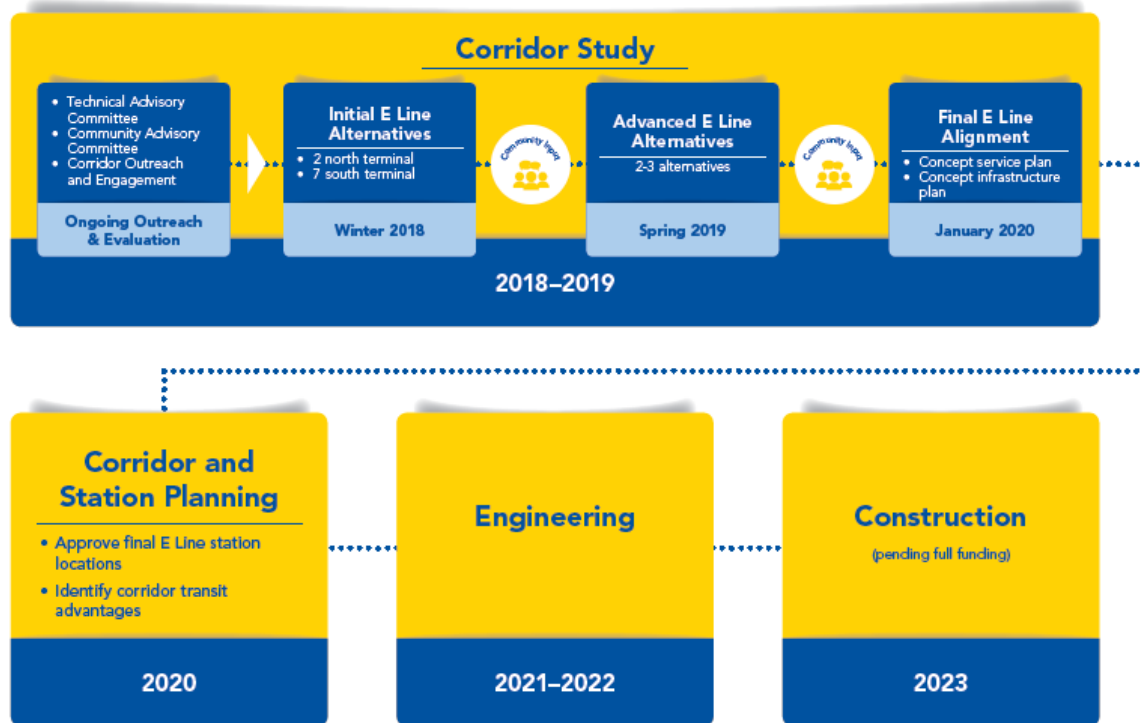 Corridor Study
• Technical Advisory
Committee
• Community Advisory
Committee
• Corridor Outreach
and Engagement
Ongoing Outreach
& Evaluation
Initial E Line
Alternatives
• 2 north terminal
• 7 south terminal
Winter 2018
Community Input
Advanced E Line
Alternatives
2-3 alternatives
Spring 2019
Community Input
Final E Line
Alignment
• Concept service plan
• Concept infrastructure
plan
January 2020
2018–2019
Corridor and
Station Planning
• Approve final E Line station
locations
• Identify corridor transit
advantages
2020
Engineering
2021–2022
Construction
(pending full funding)
2023